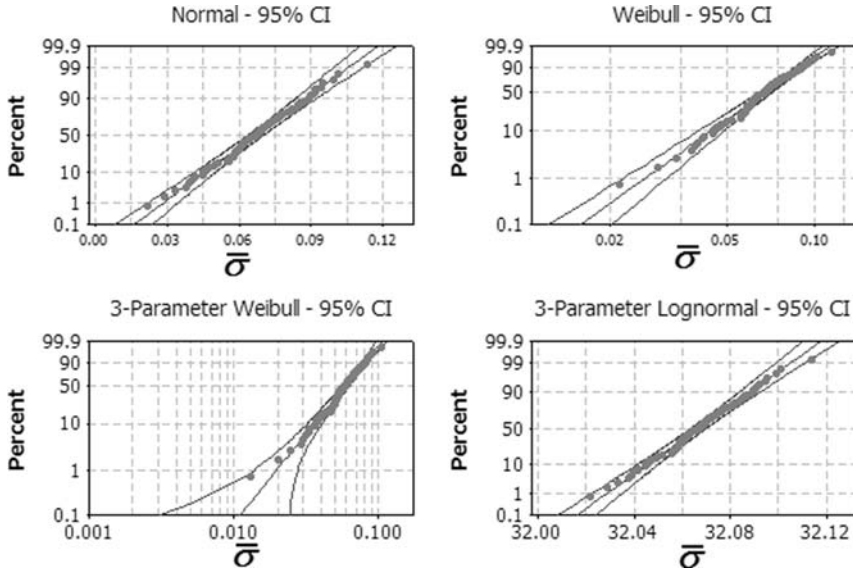 Normal - 95% CI
Percent
99.9
99
90
50
10
1
0.1
0.00 0.03 0.06 0.09 0.12
σ̅
Weibull - 95% CI
Percent
99.9
90
50
10
1
0.1
0.02 0.05 0.10
σ̅
3-Parameter Weibull - 95% CI
Percent
99.9
90
50
10
1
0.1
0.001 0.010 0.100
σ̅
3-Parameter Lognormal - 95% CI
Percent
99.9
99
90
50
10
1
0.1
32.00 32.04 32.08 32.12
σ̅